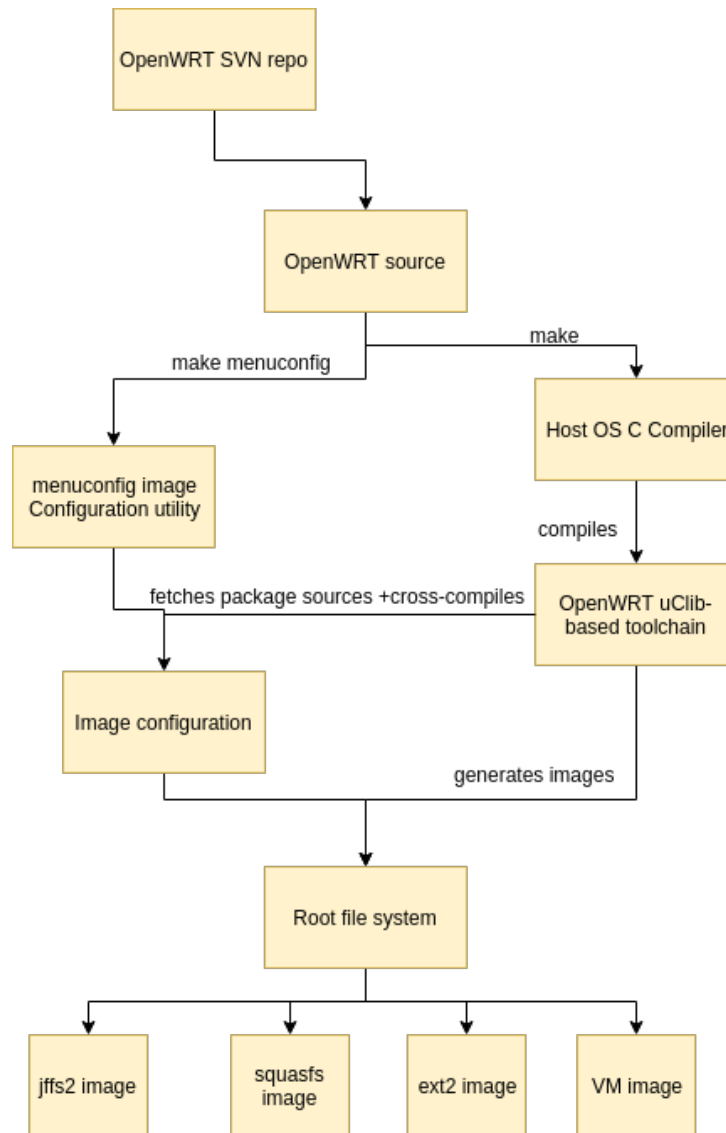 OpenWRT SVN repo
OpenWRT source
make
make menuconfig
Host OS C Compiler
menuconfig image
Configuration utility
compiles
fetches package sources +cross-compiles
OpenWRT uClib-
based toolchain
Image configuration
generates images
Root file system
jffs2 image
squasfs
image
ext2 image
VM image